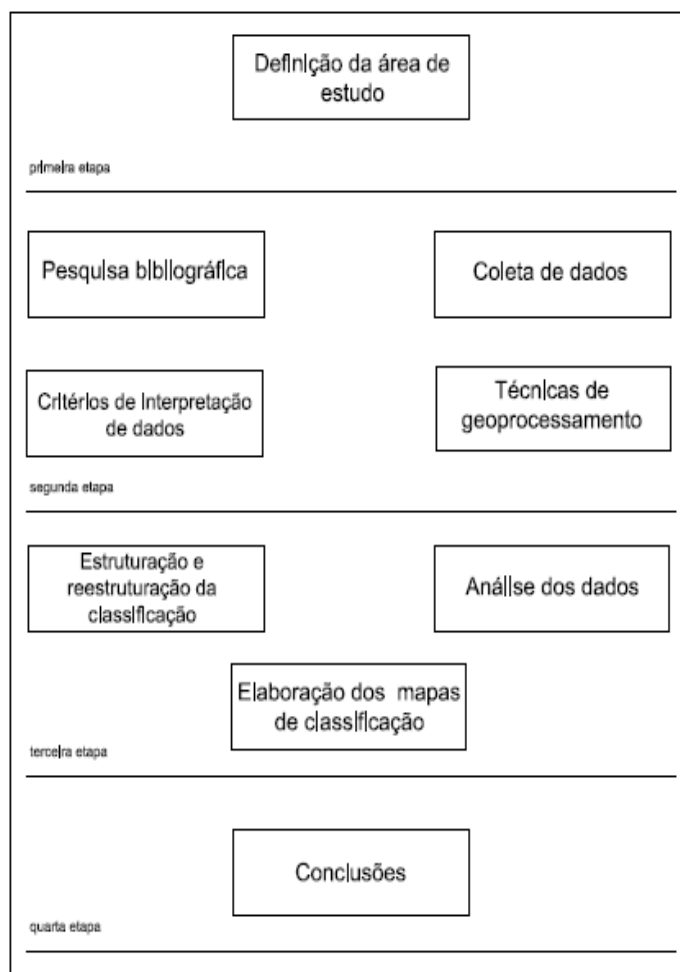 Definição da área de
estudo
primeira etapa
Pesquisa bibliográfica
Coleta de dados
Critérios de interpretação
de dados
Técnicas de
geoprocessamento
segunda etapa
Estruturação e
reestruturação da
classificação
Análise dos dados
Elaboração dos mapas
de classificação
terceira etapa
Conclusões
quarta etapa